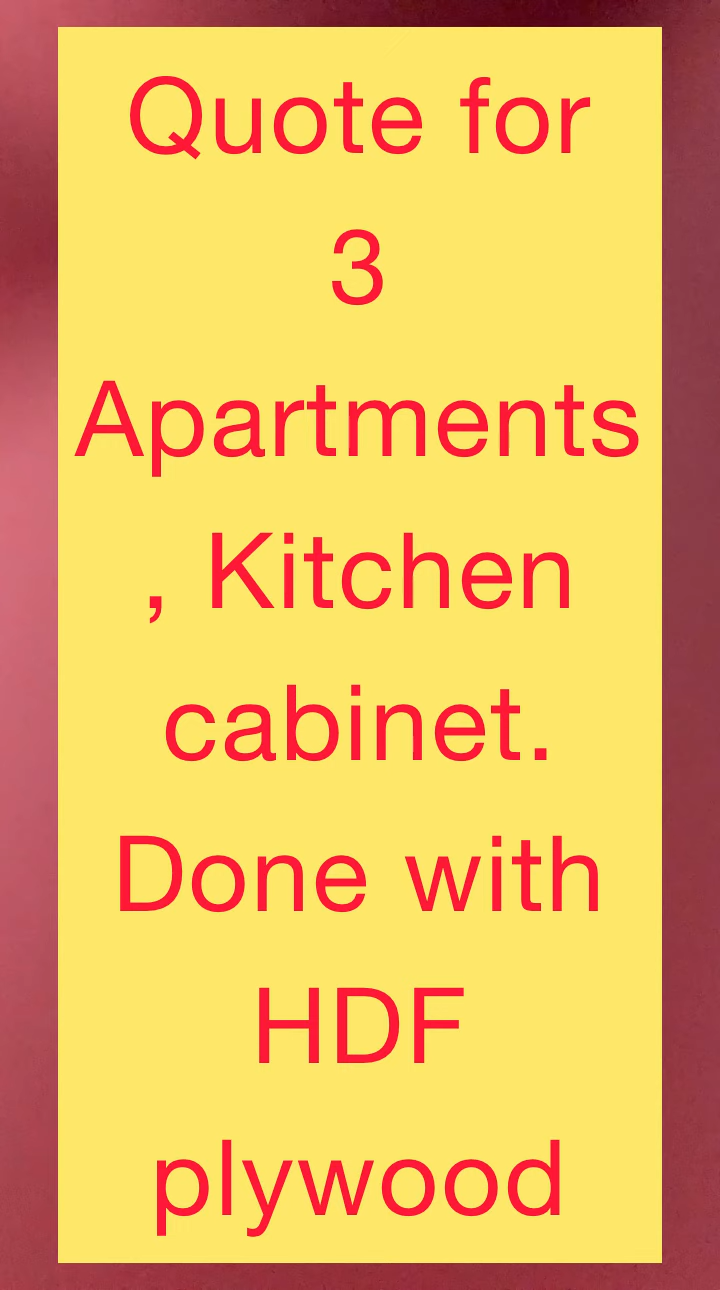 Quote for
3
Apartments
, Kitchen
cabinet.
Done with
HDF
plywood